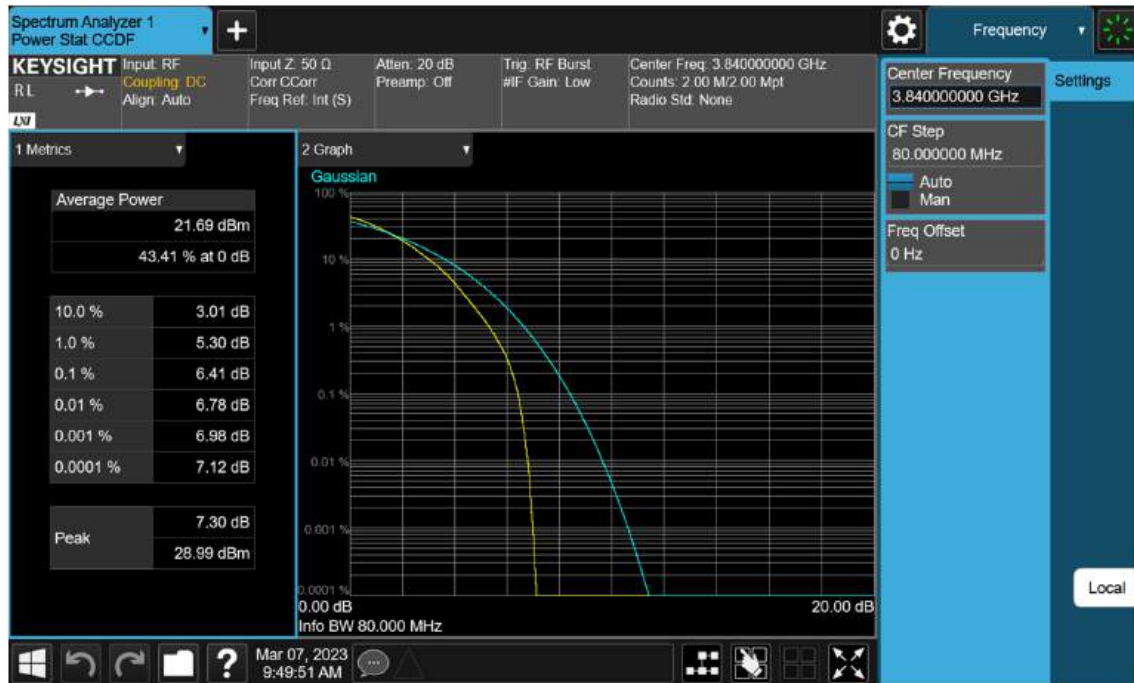 Spectrum Analyzer 1
Power Stat CCDF
Frequency
KEYSIGHT
RL
LXI
Input: RF
Coupling: DC
Align: Auto
Input Z: 50 Ω
Corr CCorr
Freq Ref: Int (S)
Atten: 20 dB
Preamp: Off
Trig: RF Burst
#IF Gain: Low
Center Freq: 3.840000000 GHz
Counts: 2.00 M/2.00 Mpt
Radio Std: None
Center Frequency
3.840000000 GHz
Settings
CF Step
80.000000 MHz
Auto
Man
Freq Offset
0 Hz
1 Metrics
Average Power
21.69 dBm
43.41 % at 0 dB
10.0 % 3.01 dB
1.0 % 5.30 dB
0.1 % 6.41 dB
0.01 % 6.78 dB
0.001 % 6.98 dB
0.0001 % 7.12 dB
Peak
7.30 dB
28.99 dBm
2 Graph
Gaussian
100 %
10 %
1 %
0.1 %
0.01 %
0.001 %
0.0001 %
0.00 dB 20.00 dB
Info BW 80.000 MHz
Local
?
Mar 07, 2023
9:49:51 AM